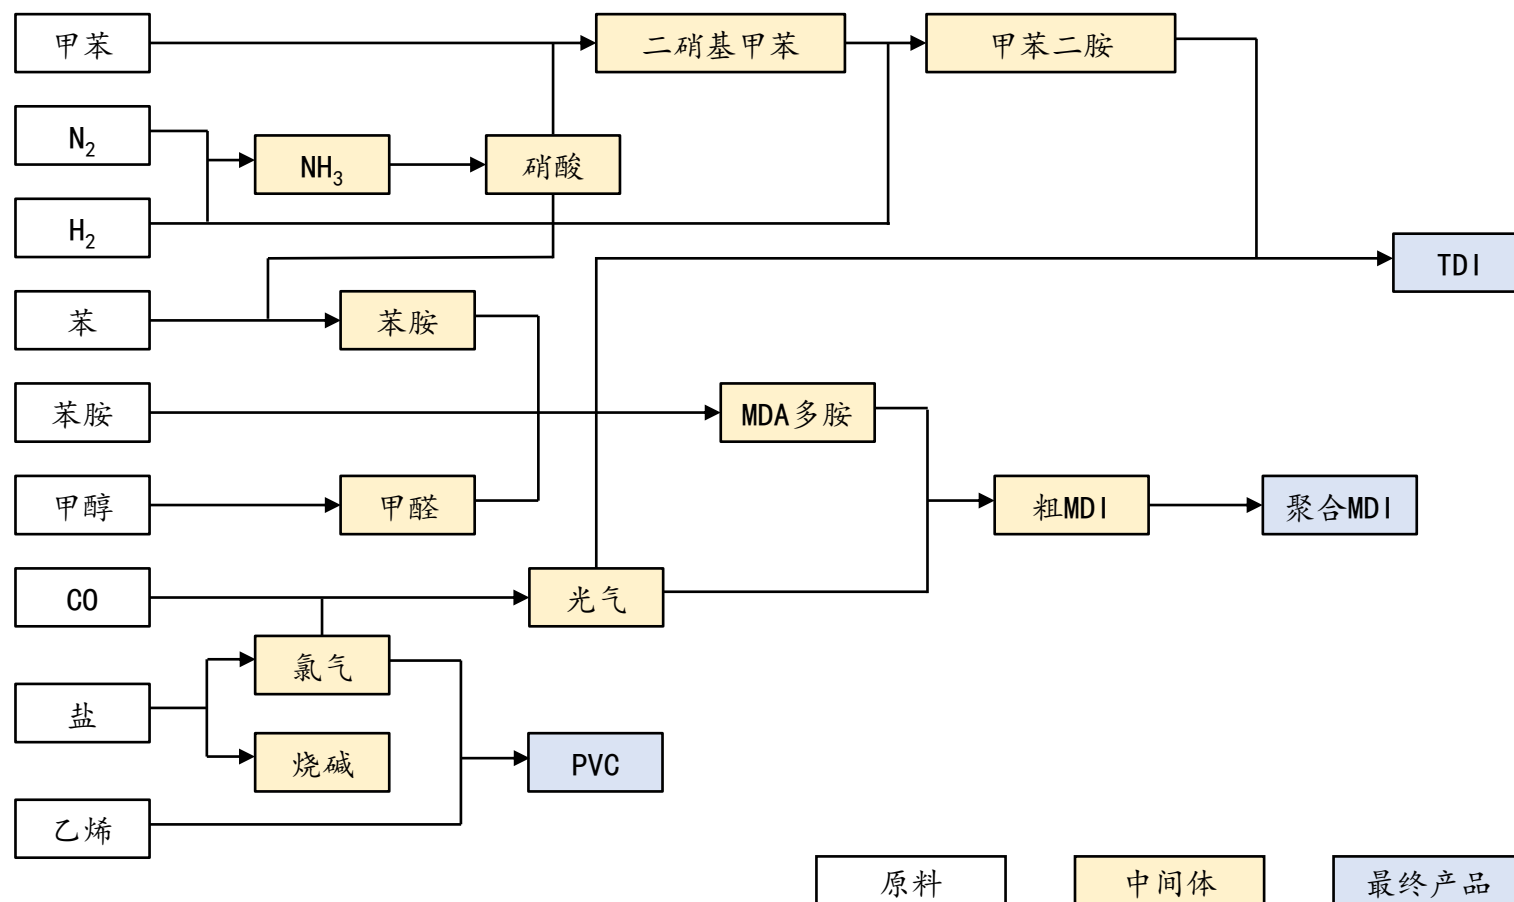 甲苯
二硝基甲苯
甲苯二胺
N₂
NH₃
硝酸
H₂
TDI
苯
苯胺
苯胺
MDA多胺
甲醇
甲醛
粗MDI
聚合MDI
CO
光气
氯气
盐
烧碱
PVC
乙烯
原料
中间体
最终产品